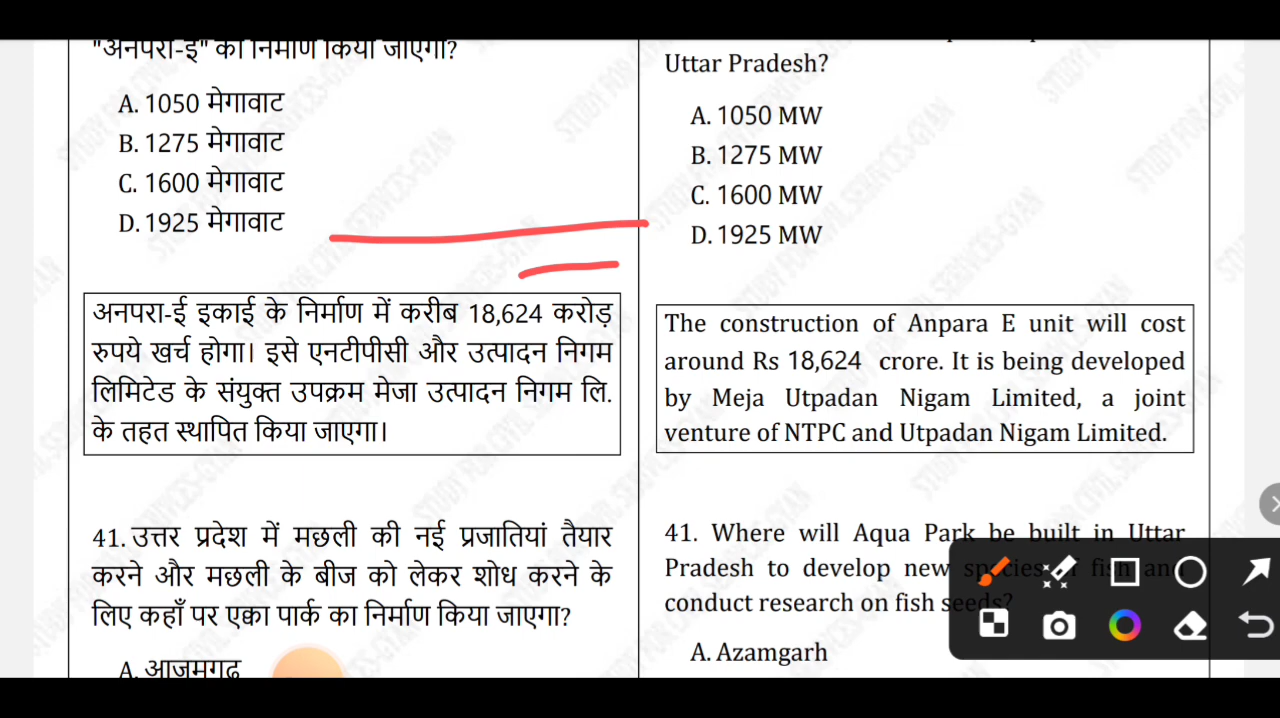 "अनपरा-ई" का निर्माण किया जाएगा?
A. 1050 मेगावाट
B. 1275 मेगावाट
C. 1600 मेगावाट
D. 1925 मेगावाट
अनपरा-ई इकाई के निर्माण में करीब 18,624 करोड़
रुपये खर्च होगा। इसे एनटीपीसी और उत्पादन निगम
लिमिटेड के संयुक्त उपक्रम मेजा उत्पादन निगम लि.
के तहत स्थापित किया जाएगा।
41. उत्तर प्रदेश में मछली की नई प्रजातियां तैयार
करने और मछली के बीज को लेकर शोध करने के
लिए कहाँ पर एक्वा पार्क का निर्माण किया जाएगा?
A. आजमगढ़
Uttar Pradesh?
A. 1050 MW
B. 1275 MW
C. 1600 MW
D. 1925 MW
The construction of Anpara E unit will cost
around Rs 18,624 crore. It is being developed
by Meja Utpadan Nigam Limited, a joint
venture of NTPC and Utpadan Nigam Limited.
41. Where will Aqua Park be built in Uttar
Pradesh to develop new species of fish and
conduct research on fish seeds?
A. Azamgarh